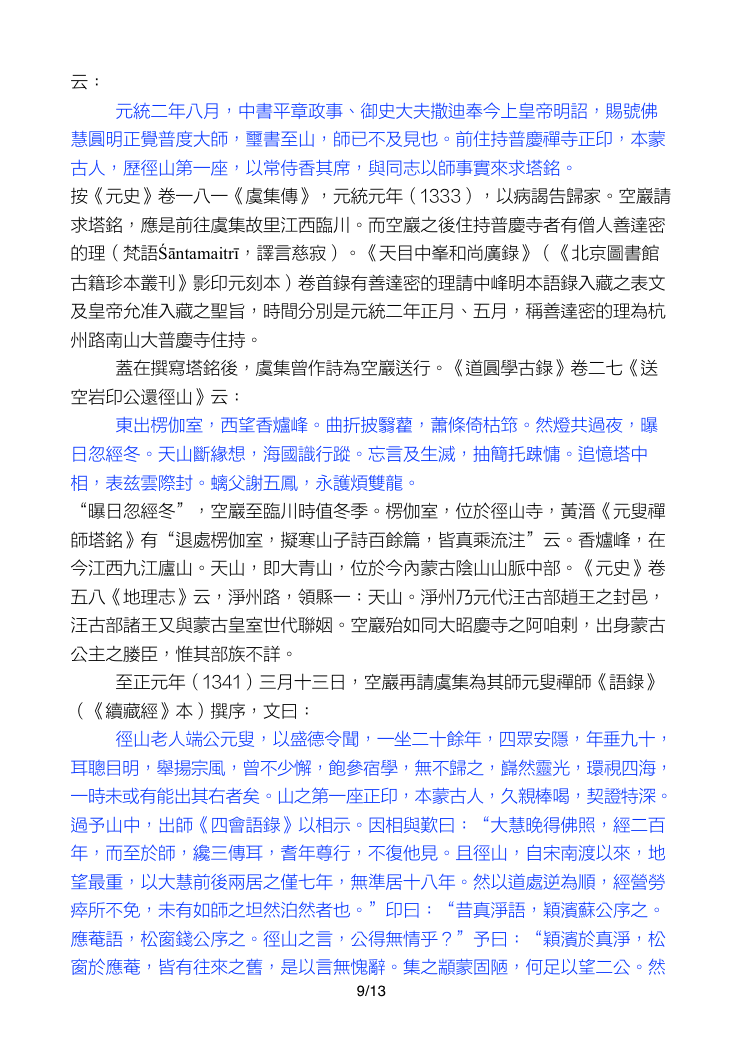 云：
元統二年八月，中書平章政事、御史大夫撒迪奉今上皇帝明詔，賜號佛
慧圓明正覺普度大師，璽書至山，師已不及見也。前住持普慶禪寺正印，本蒙
古人，歷徑山第一座，以常侍香其席，與同志以師事實來求塔銘。
按《元史》卷一八一《虞集傳》，元統元年（1333），以病謁告歸家。空巖請
求塔銘，應是前往虞集故里江西臨川。而空巖之後住持普慶寺者有僧人善達密
的理（梵語Śāntamaitrī，譯言慈寂）。《天目中峯和尚廣錄》（《北京圖書館
古籍珍本叢刊》影印元刻本）卷首錄有善達密的理請中峰明本語錄入藏之表文
及皇帝允准入藏之聖旨，時間分別是元統二年正月、五月，稱善達密的理為杭
州路南山大普慶寺住持。
蓋在撰寫塔銘後，虞集曾作詩為空巖送行。《道圓學古錄》卷二七《送
空岩印公還徑山》云：
東出楞伽室，西望香爐峰。曲折披翳藋，蕭條倚枯筇。然燈共過夜，曝
日忽經冬。天山斷緣想，海國識行蹤。忘言及生滅，抽簡托踈慵。追憶塔中
相，表茲雲際封。螭父謝五鳳，永護煩雙龍。
“曝日忽經冬”，空巖至臨川時值冬季。楞伽室，位於徑山寺，黃溍《元叟禪
師塔銘》有“退處楞伽室，擬寒山子詩百餘篇，皆真乘流注”云。香爐峰，在
今江西九江廬山。天山，即大青山，位於今內蒙古陰山山脈中部。《元史》卷
五八《地理志》云，淨州路，領縣一：天山。淨州乃元代汪古部趙王之封邑，
汪古部諸王又與蒙古皇室世代聯姻。空巖殆如同大昭慶寺之阿咱剌，出身蒙古
公主之媵臣，惟其部族不詳。
至正元年（1341）三月十三日，空巖再請虞集為其師元叟禪師《語錄》
（《續藏經》本）撰序，文曰：
徑山老人端公元叟，以盛德令聞，一坐二十餘年，四眾安隱，年垂九十，
耳聰目明，舉揚宗風，曾不少懈，飽參宿學，無不歸之，巋然靈光，環視四海，
一時未或有能出其右者矣。山之第一座正印，本蒙古人，久親棒喝，契證特深。
過予山中，出師《四會語錄》以相示。因相與歎曰：“大慧晚得佛照，經二百
年，而至於師，纔三傳耳，耆年尊行，不復他見。且徑山，自宋南渡以來，地
望最重，以大慧前後兩居之僅七年，無準居十八年。然以道處逆為順，經營勞
瘁所不免，未有如師之坦然泊然者也。”印曰：“昔真淨語，穎濱蘇公序之。
應菴語，松窗錢公序之。徑山之言，公得無情乎？”予曰：“穎濱於真淨，松
窗於應菴，皆有往來之舊，是以言無愧辭。集之顓蒙固陋，何足以望二公。然
9/13